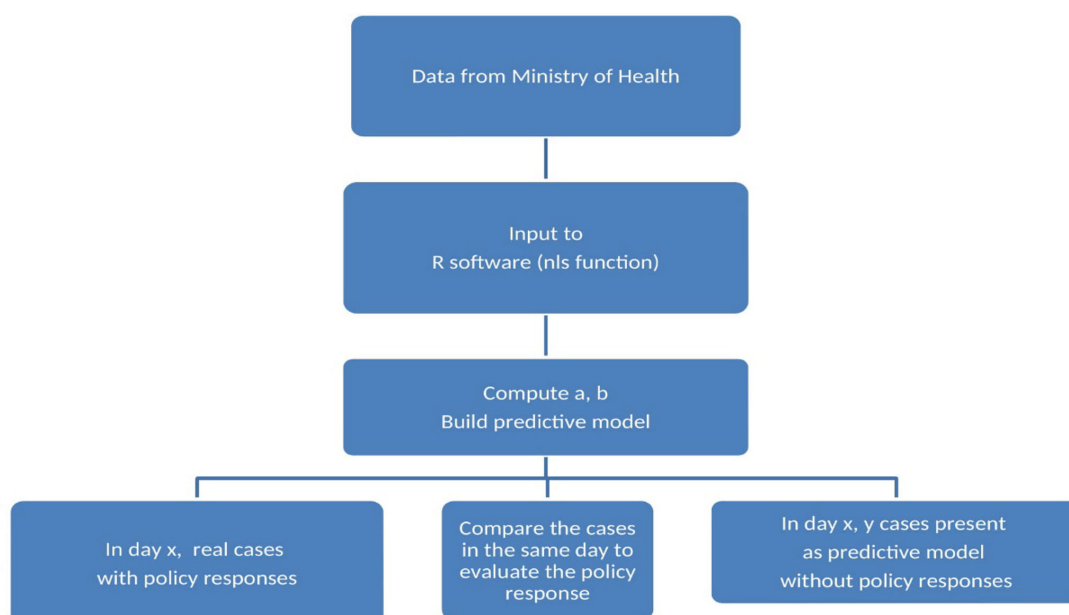 Data from Ministry of Health
Input to
R software (nls function)
Compute a, b
Build predictive model
In day x, real cases
with policy responses
Compare the cases
in the same day to
evaluate the policy
response
In day x, y cases present
as predictive model
without policy responses